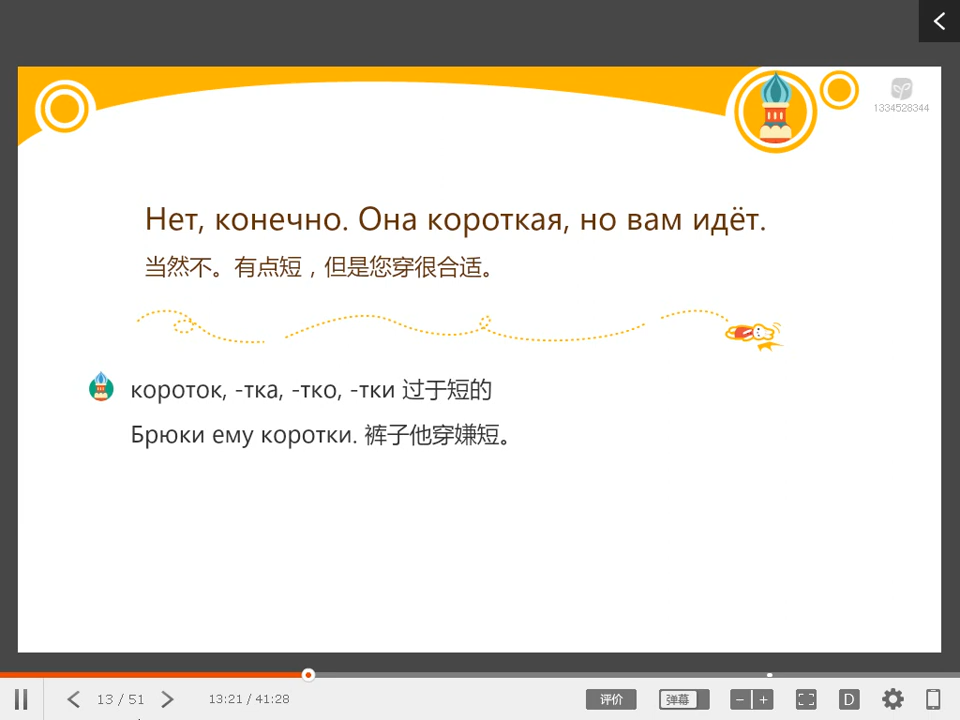 1334528344
Нет, конечно. Она короткая, но вам идёт.
当然不。有点短，但是您穿很合适。
короток, -тка, -тко, -тки 过于短的
Брюки ему коротки. 裤子他穿嫌短。
13 / 51
13:21 / 41:28
评价
弹幕
D